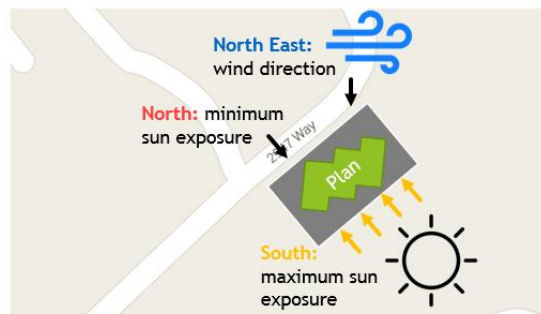 North East:
wind direction
North: minimum
sun exposure
Way
Plan
South:
maximum sun
exposure